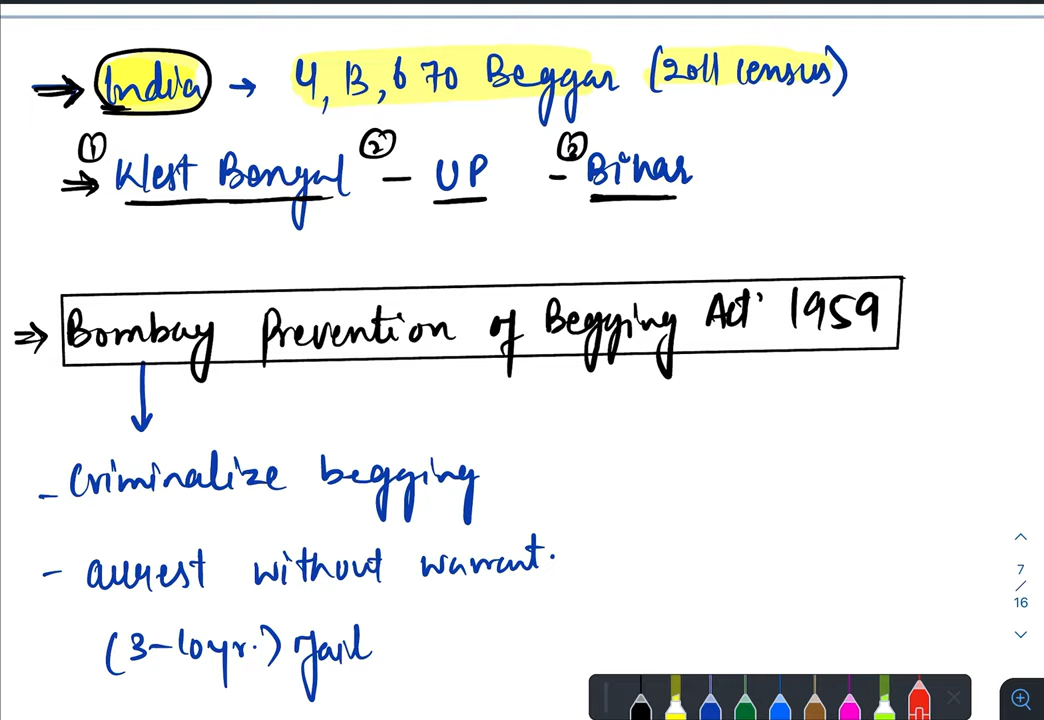 ⇒ India → 4,13,670 Beggar (2011 census)
① ⇒ West Bengal ② - UP ③ - Bihar
⇒ Bombay Prevention of Begging Act' 1959
- Criminalize begging
- arrest without warrant.
(3-10yr.) Jail
7
/
16